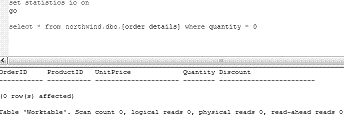 set statistics io on
go
select * from northwind.dbo.[order details] where quantity = 0
OrderID ProductID UnitPrice Quantity Discount
(0 row(s) affected)
Table 'Worktable'. Scan count 0, logical reads 0, physical reads 0, read-ahead reads 0